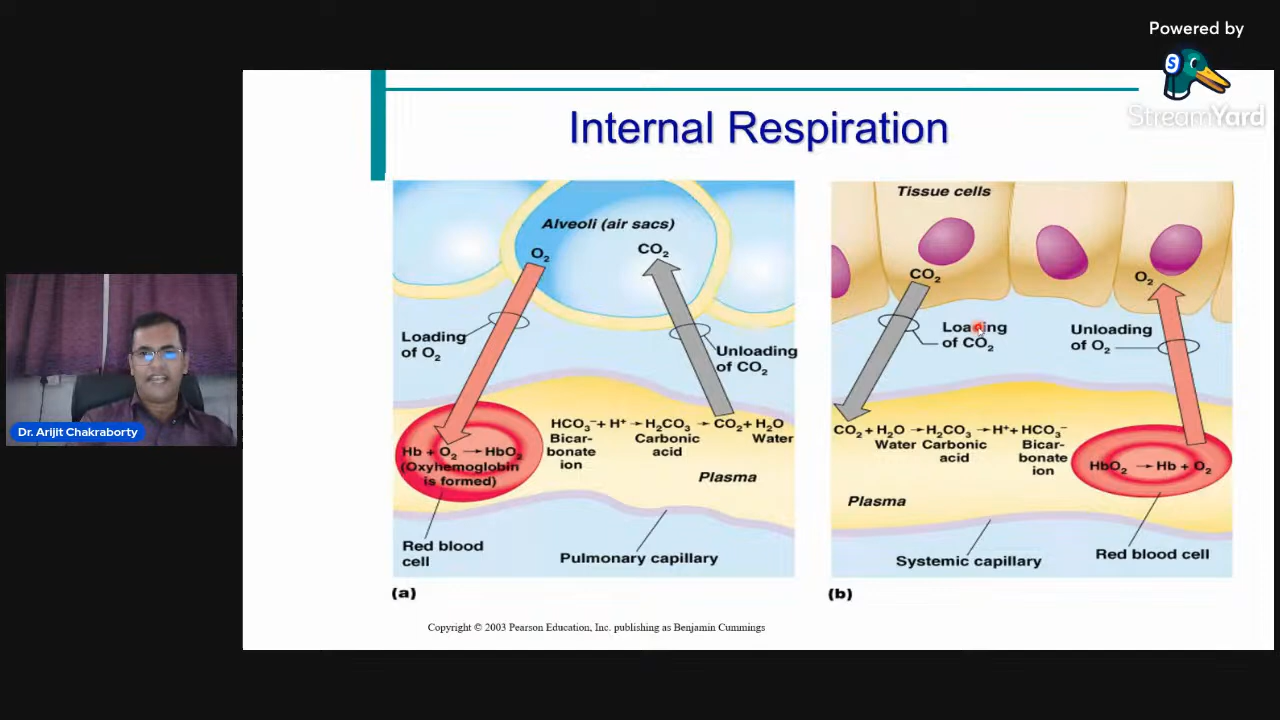 Powered by
S
StreamYard
Internal Respiration
Alveoli (air sacs)
O₂
CO₂
Loading
of O₂
Unloading
of CO₂
HCO₃⁻ + H⁺ → H₂CO₃ → CO₂ + H₂O
Bicar-
bonate
ion
Carbonic
acid
Water
Hb + O₂ → HbO₂
(Oxyhemoglobin
is formed)
Plasma
Red blood
cell
Pulmonary capillary
(a)
Tissue cells
CO₂
O₂
Loading
of CO₂
Unloading
of O₂
CO₂ + H₂O → H₂CO₃ → H⁺ + HCO₃⁻
Water
Carbonic
acid
Bicar-
bonate
ion
HbO₂ → Hb + O₂
Plasma
Systemic capillary
Red blood cell
(b)
Copyright © 2003 Pearson Education, Inc. publishing as Benjamin Cummings
Dr. Arijit Chakraborty